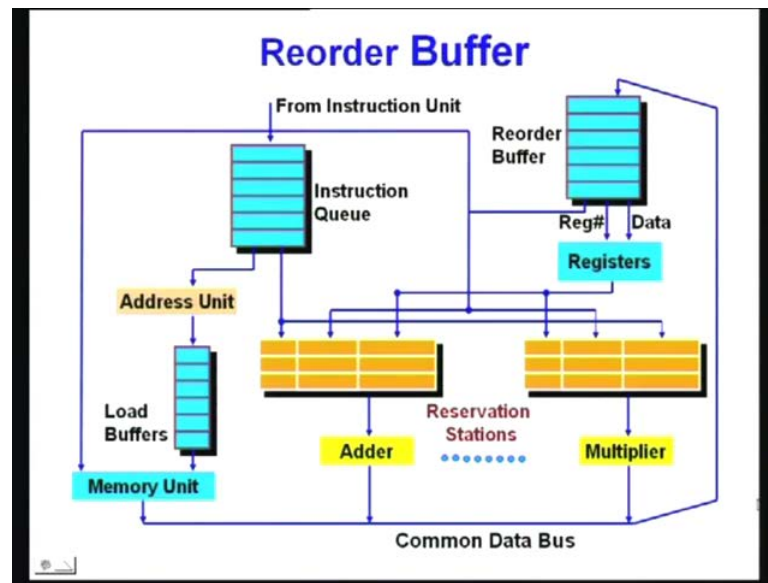 Reorder Buffer
From Instruction Unit
Reorder
Buffer
Instruction
Queue
Reg#
Data
Registers
Address Unit
Load
Buffers
Reservation
Stations
Adder
Multiplier
Memory Unit
Common Data Bus